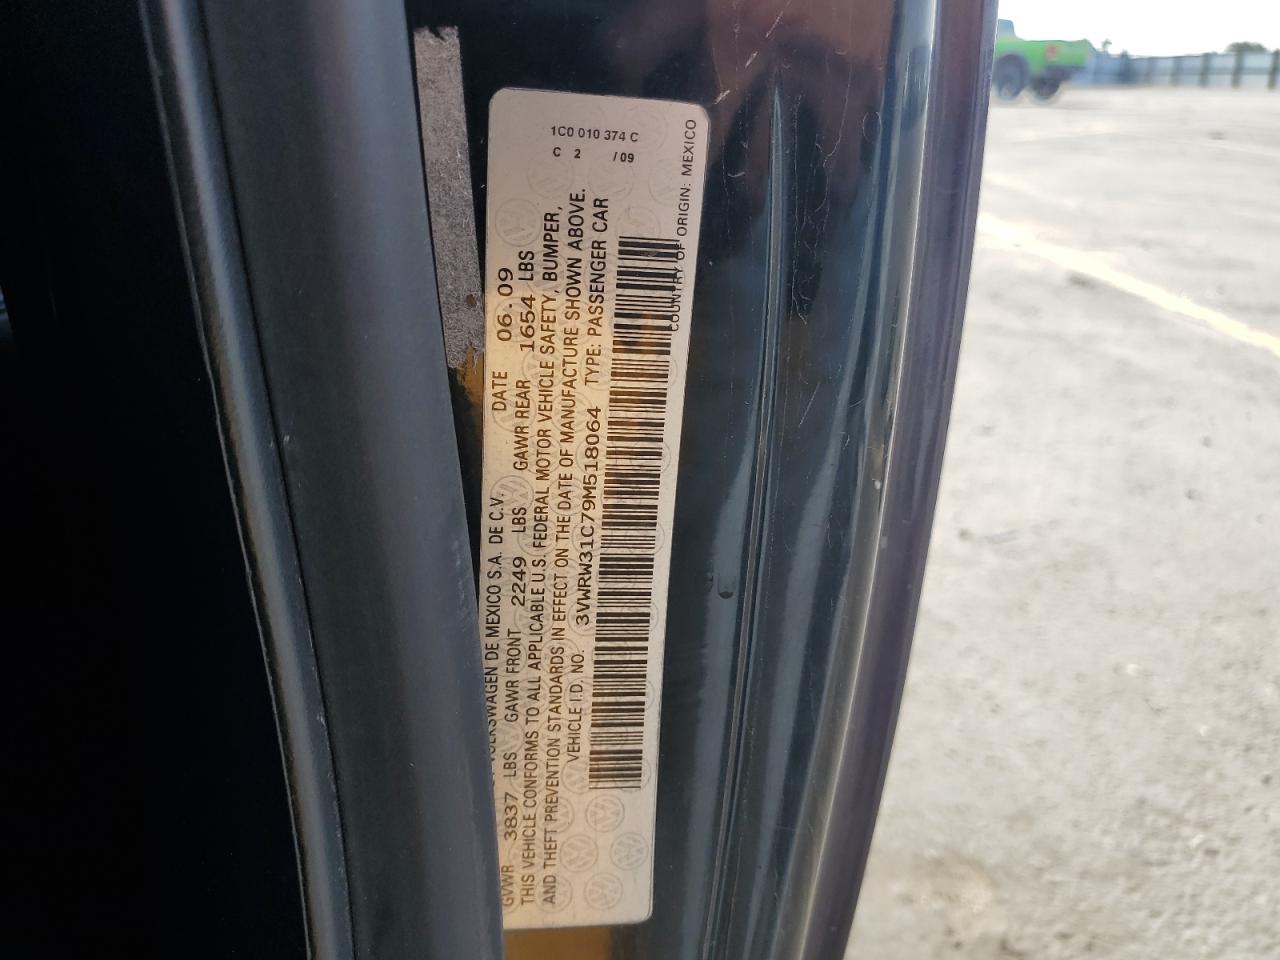 1C0 010 374 C
C 2 /09
VOLKSWAGEN DE MEXICO S.A. DE C.V. DATE 06.09
GVWR 3837 LBS GAWR FRONT 2249 LBS GAWR REAR 1654 LBS
THIS VEHICLE CONFORMS TO ALL APPLICABLE U.S. FEDERAL MOTOR VEHICLE SAFETY, BUMPER,
AND THEFT PREVENTION STANDARDS IN EFFECT ON THE DATE OF MANUFACTURE SHOWN ABOVE.
VEHICLE I.D. NO. 3VWRW31C79M518064 TYPE: PASSENGER CAR
COUNTRY OF ORIGIN: MEXICO